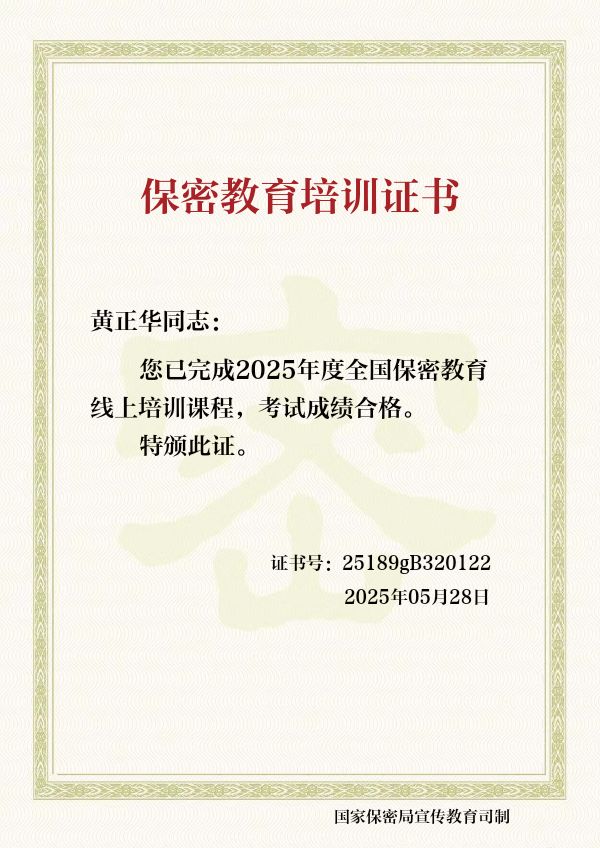 保密教育培训证书
黄正华同志：
您已完成2025年度全国保密教育
线上培训课程，考试成绩合格。
特颁此证。
密
证书号：25189gB320122
2025年05月28日
国家保密局宣传教育司制